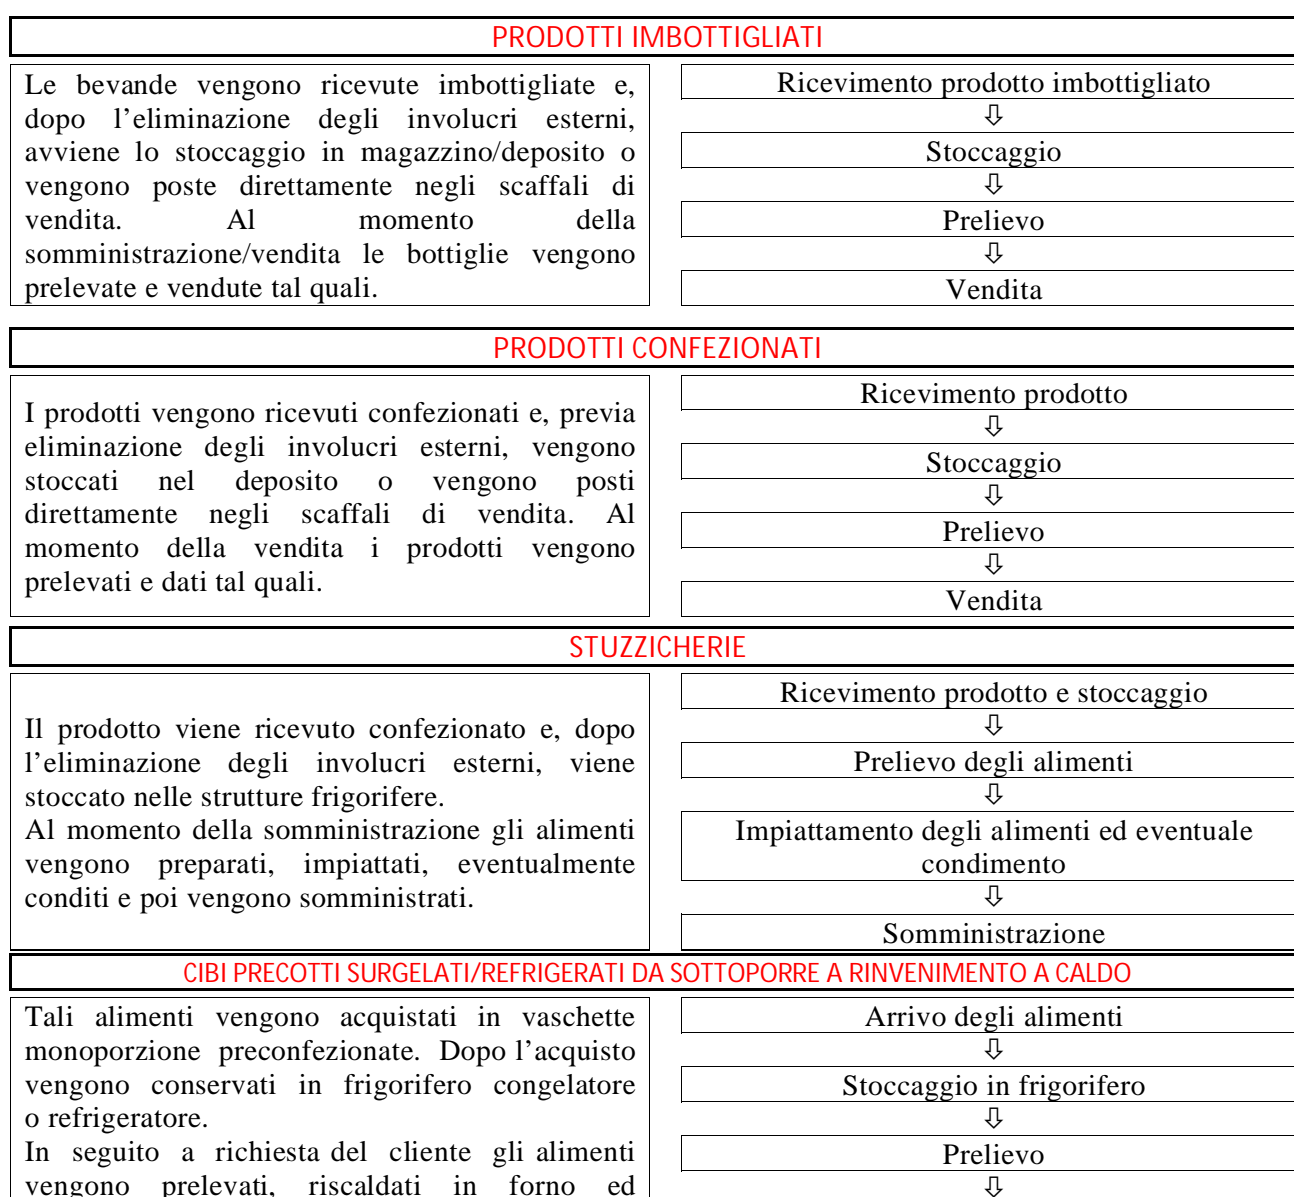 PRODOTTI IMBOTTIGLIATI
Le bevande vengono ricevute imbottigliate e,
dopo l’eliminazione degli involucri esterni,
avviene lo stoccaggio in magazzino/deposito o
vengono poste direttamente negli scaffali di
vendita. Al momento della
somministrazione/vendita le bottiglie vengono
prelevate e vendute tal quali.
Ricevimento prodotto imbottigliato
⇩
Stoccaggio
⇩
Prelievo
⇩
Vendita
PRODOTTI CONFEZIONATI
I prodotti vengono ricevuti confezionati e, previa
eliminazione degli involucri esterni, vengono
stoccati nel deposito o vengono posti
direttamente negli scaffali di vendita. Al
momento della vendita i prodotti vengono
prelevati e dati tal quali.
Ricevimento prodotto
⇩
Stoccaggio
⇩
Prelievo
⇩
Vendita
STUZZICHERIE
Il prodotto viene ricevuto confezionato e, dopo
l’eliminazione degli involucri esterni, viene
stoccato nelle strutture frigorifere.
Al momento della somministrazione gli alimenti
vengono preparati, impiattati, eventualmente
conditi e poi vengono somministrati.
Ricevimento prodotto e stoccaggio
⇩
Prelievo degli alimenti
⇩
Impiattamento degli alimenti ed eventuale
condimento
⇩
Somministrazione
CIBI PRECOTTI SURGELATI/REFRIGERATI DA SOTTOPORRE A RINVENIMENTO A CALDO
Tali alimenti vengono acquistati in vaschette
monoporzione preconfezionate. Dopo l’acquisto
vengono conservati in frigorifero congelatore
o refrigeratore.
In seguito a richiesta del cliente gli alimenti
vengono prelevati, riscaldati in forno ed
Arrivo degli alimenti
⇩
Stoccaggio in frigorifero
⇩
Prelievo
⇩